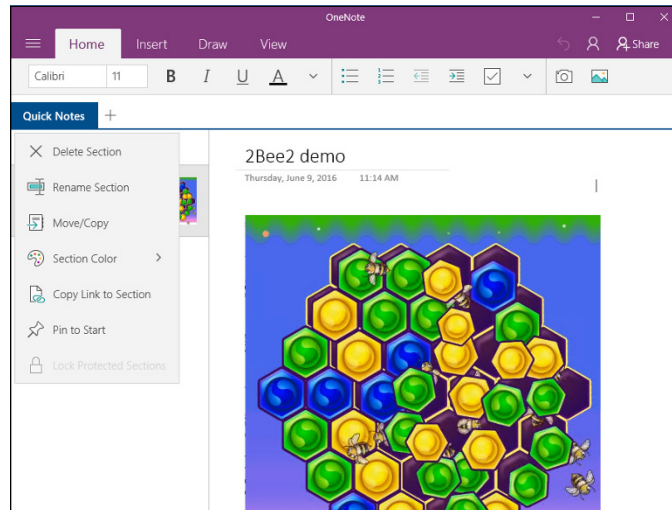 OneNote
Home Insert Draw View Share
Calibri 11 B I U A
Quick Notes
Delete Section
Rename Section
Move/Copy
Section Color
Copy Link to Section
Pin to Start
Lock Protected Sections
2Bee2 demo
Thursday, June 9, 2016 11:14 AM